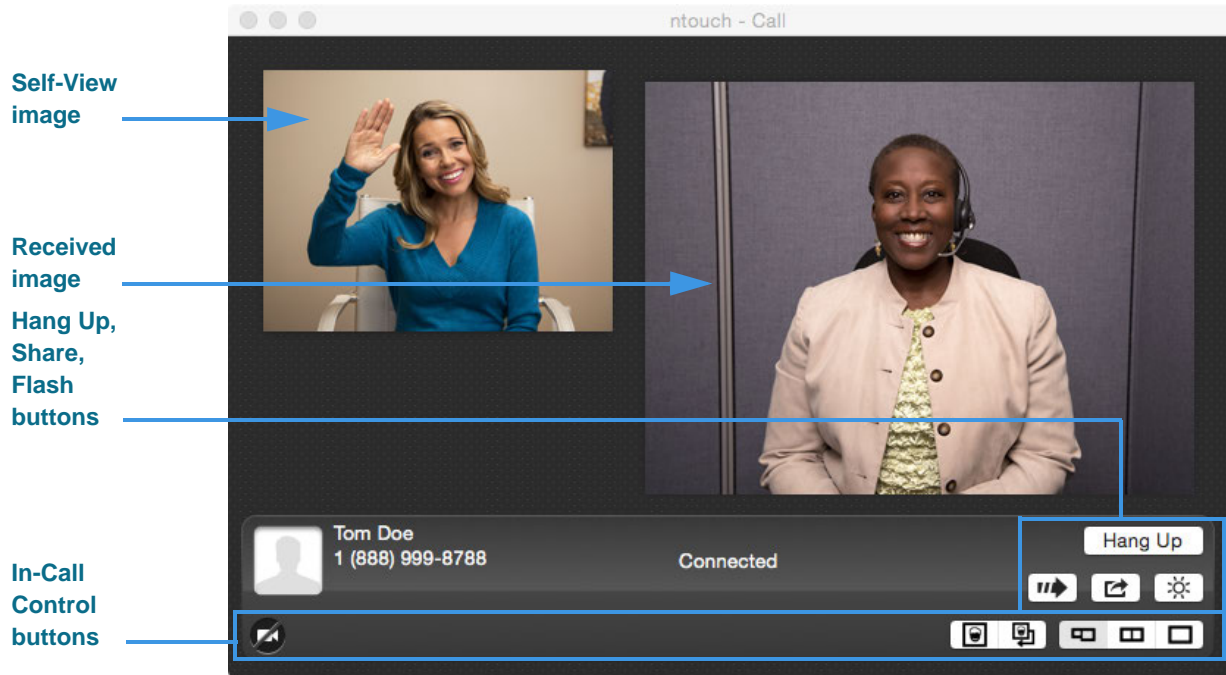 ntouch - Call
Self-View
image
Received
image
Hang Up,
Share,
Flash
buttons
Tom Doe
1 (888) 999-8788
Connected
Hang Up
In-Call
Control
buttons